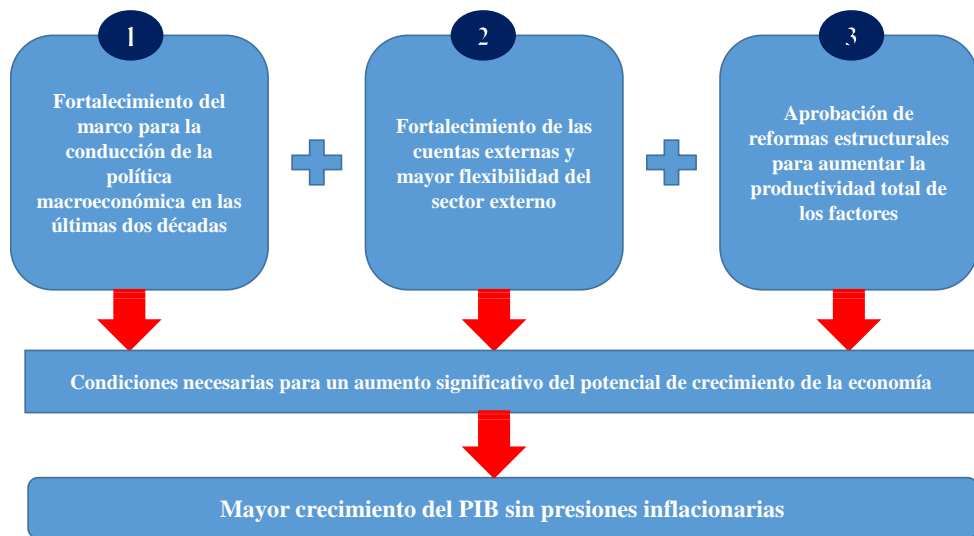 1
Fortalecimiento del
marco para la
conducción de la
política
macroeconómica en las
últimas dos décadas
2
Fortalecimiento de las
cuentas externas y
mayor flexibilidad del
sector externo
3
Aprobación de
reformas estructurales
para aumentar la
productividad total de
los factores
Condiciones necesarias para un aumento significativo del potencial de crecimiento de la economía
Mayor crecimiento del PIB sin presiones inflacionarias